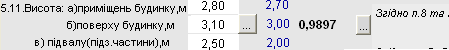 5.11.Висота: а)приміщень будинку,м 2,80 2,70
б)поверху будинку,м 3,10 ... 3,00 0,9897 ... Згідно п.8 та
в) підвалу(підз.частини),м 2,50 2,00